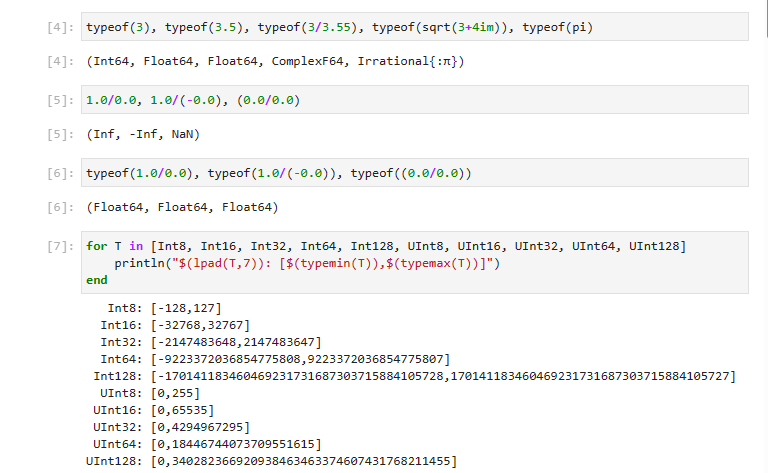 [4]: typeof(3), typeof(3.5), typeof(3/3.55), typeof(sqrt(3+4im)), typeof(pi)
[4]: (Int64, Float64, Float64, ComplexF64, Irrational{:π})
[5]: 1.0/0.0, 1.0/(-0.0), (0.0/0.0)
[5]: (Inf, -Inf, NaN)
[6]: typeof(1.0/0.0), typeof(1.0/(-0.0)), typeof((0.0/0.0))
[6]: (Float64, Float64, Float64)
[7]: for T in [Int8, Int16, Int32, Int64, Int128, UInt8, UInt16, UInt32, UInt64, UInt128]
println("$(lpad(T,7)): [$(typemin(T)),$(typemax(T))]")
end
Int8: [-128,127]
Int16: [-32768,32767]
Int32: [-2147483648,2147483647]
Int64: [-9223372036854775808,9223372036854775807]
Int128: [-170141183460469231731687303715884105728,170141183460469231731687303715884105727]
UInt8: [0,255]
UInt16: [0,65535]
UInt32: [0,4294967295]
UInt64: [0,18446744073709551615]
UInt128: [0,340282366920938463463374607431768211455]